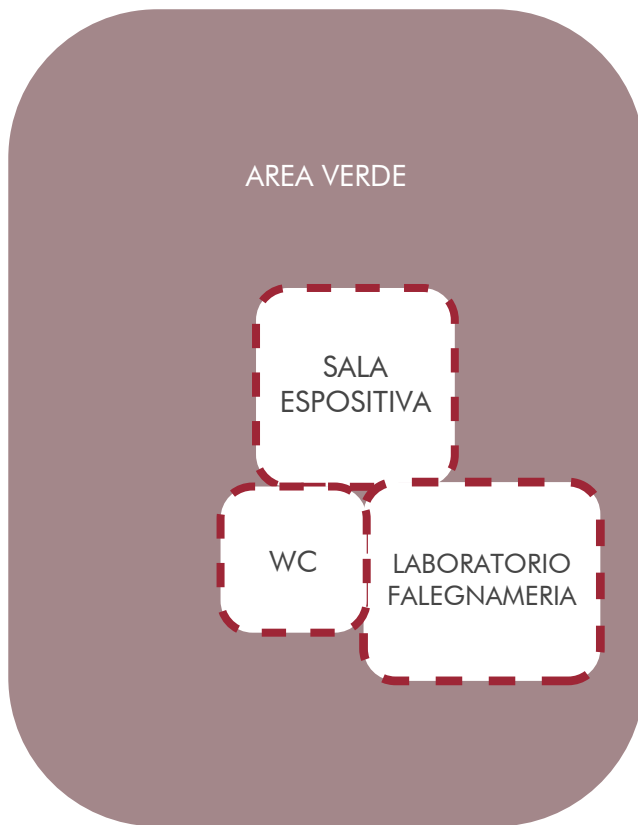 AREA VERDE
SALA
ESPOSITIVA
WC
LABORATORIO
FALEGNAMERIA